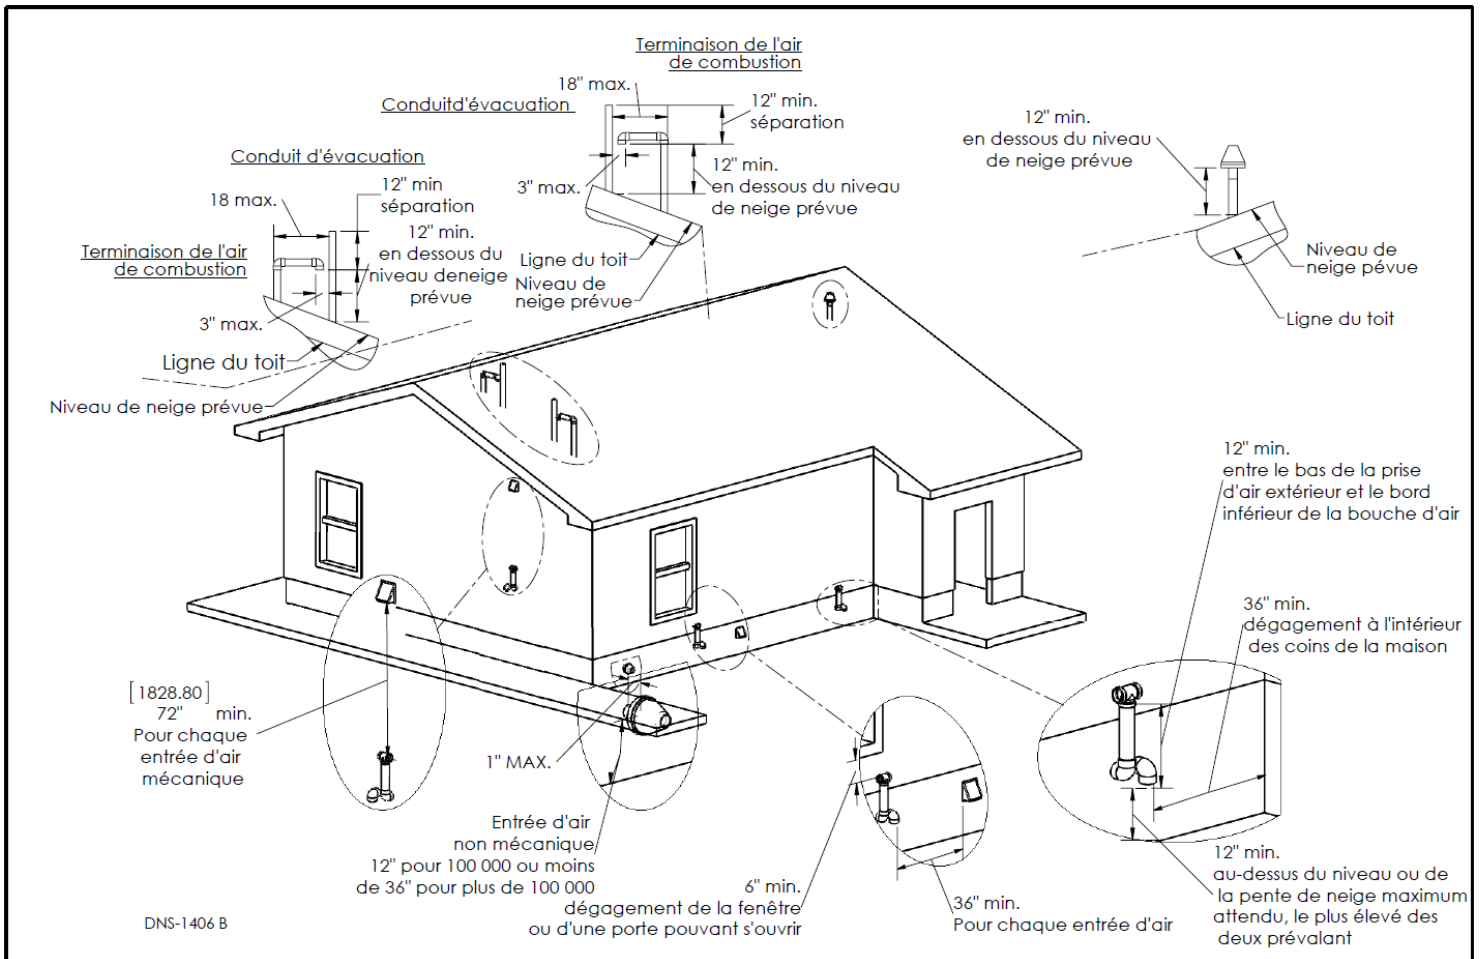 Terminaison de l'air
de combustion
18" max.
Conduitd'évacuation
12" min.
séparation
12" min.
en dessous du niveau
de neige prévue
3" max.
Ligne du toit
Niveau de
neige prévue
Conduit d'évacuation
18 max.
12" min
séparation
12" min.
en dessous du
niveau deneige
prévue
Terminaison de l'air
de combustion
3" max.
Ligne du toit
Niveau de neige prévue
12" min.
en dessous du niveau
de neige prévue
Niveau de
neige pévue
Ligne du toit
12" min.
entre le bas de la prise
d'air extérieur et le bord
inférieur de la bouche d'air
36" min.
dégagement à l'intérieur
des coins de la maison
[1828.80]
72" min.
Pour chaque
entrée d'air
mécanique
1" MAX.
Entrée d'air
non mécanique
12" pour 100 000 ou moins
de 36" pour plus de 100 000
6" min.
dégagement de la fenêtre
ou d'une porte pouvant s'ouvrir
36" min.
Pour chaque entrée d'air
12" min.
au-dessus du niveau ou de
la pente de neige maximum
attendu, le plus élevé des
deux prévalant
DNS-1406 B